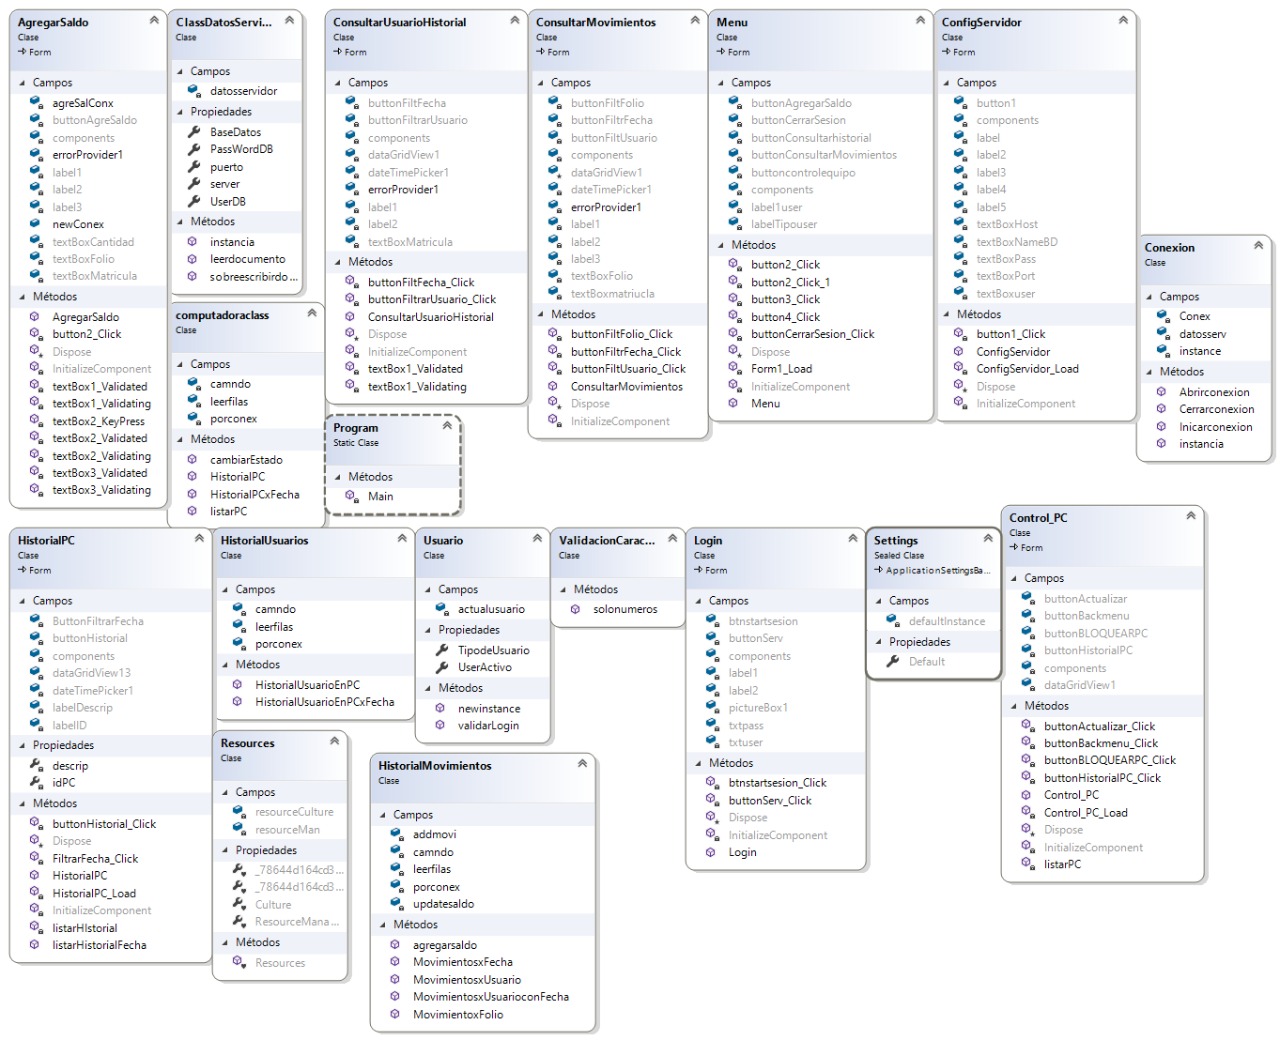 AgregarSaldo
Clase
Form
Campos
agreSalConx
buttonAgreSaldo
components
errorProvider1
label1
label2
label3
newConex
textBoxCantidad
textBoxFolio
textBoxMatricula
Métodos
AgregarSaldo
button2_Click
Dispose
InitializeComponent
textBox1_Validated
textBox1_Validating
textBox2_KeyPress
textBox2_Validated
textBox2_Validating
textBox3_Validated
textBox3_Validating
ClassDatosServi...
Clase
Campos
datosservidor
Propiedades
BaseDatos
PassWordDB
puerto
server
UserDB
Métodos
instancia
leerdocumento
sobreescribirdo...
computadoraclass
Clase
Campos
camndo
leerfilas
porconex
Métodos
cambiarEstado
HistorialPC
HistorialPCxFecha
listarPC
ConsultarUsuarioHistorial
Clase
Form
Campos
buttonFiltFecha
buttonFiltrarUsuario
components
dataGridView1
dateTimePicker1
errorProvider1
label1
label2
textBoxMatricula
Métodos
buttonFiltFecha_Click
buttonFiltrarUsuario_Click
ConsultarUsuarioHistorial
Dispose
InitializeComponent
textBox1_Validated
textBox1_Validating
Program
Static Clase
Métodos
Main
ConsultarMovimientos
Clase
Form
Campos
buttonFiltFolio
buttonFiltrFecha
buttonFiltUsuario
components
dataGridView1
dateTimePicker1
errorProvider1
label1
label2
label3
textBoxFolio
textBoxmatriucla
Métodos
buttonFiltFolio_Click
buttonFiltrFecha_Click
buttonFiltUsuario_Click
ConsultarMovimientos
Dispose
InitializeComponent
Menu
Clase
Form
Campos
buttonAgregarSaldo
buttonCerrarSesion
buttonConsultarhistorial
buttonConsultarMovimientos
buttoncontrolequipo
components
label1user
labelTipouser
Métodos
button2_Click
button2_Click_1
button3_Click
button4_Click
buttonCerrarSesion_Click
Dispose
Form1_Load
InitializeComponent
Menu
ConfigServidor
Clase
Form
Campos
button1
components
label
label2
label3
label4
label5
textBoxHost
textBoxNameBD
textBoxPass
textBoxPort
textBoxuser
Métodos
button1_Click
ConfigServidor
ConfigServidor_Load
Dispose
InitializeComponent
Conexion
Clase
Campos
Conex
datosserv
instance
Métodos
Abrirconexion
Cerrarconexion
Inicarconexion
instancia
HistorialPC
Clase
Form
Campos
ButtonFiltrarFecha
buttonHistorial
components
dataGridView13
dateTimePicker1
labelDescrip
labelID
Propiedades
descrip
idPC
Métodos
buttonHistorial_Click
Dispose
FiltrarFecha_Click
HistorialPC
HistorialPC_Load
InitializeComponent
listarHIstorial
listarHistorialFecha
HistorialUsuarios
Clase
Campos
camndo
leerfilas
porconex
Métodos
HistorialUsuarioEnPC
HistorialUsuarioEnPCxFecha
Resources
Clase
Campos
resourceCulture
resourceMan
Propiedades
_78644d164cd3...
_78644d164cd3...
Culture
ResourceMana...
Métodos
Resources
Usuario
Clase
Campos
actualusuario
Propiedades
TipodeUsuario
UserActivo
Métodos
newinstance
validarLogin
HistorialMovimientos
Clase
Campos
addmovi
camndo
leerfilas
porconex
updatesaldo
Métodos
agregarsaldo
MovimientosxFecha
MovimientosxUsuario
MovimientosxUsuarioconFecha
MovimientoxFolio
ValidacionCarac...
Clase
Métodos
solonumeros
Login
Clase
Form
Campos
btnstartsesion
buttonServ
components
label1
label2
pictureBox1
txtpass
txtuser
Métodos
btnstartsesion_Click
buttonServ_Click
Dispose
InitializeComponent
Login
Settings
Sealed Clase
ApplicationSettingsBa...
Campos
defaultInstance
Propiedades
Default
Control_PC
Clase
Form
Campos
buttonActualizar
buttonBackmenu
buttonBLOQUEARPC
buttonHistorialPC
components
dataGridView1
Métodos
buttonActualizar_Click
buttonBackmenu_Click
buttonBLOQUEARPC_Click
buttonHistorialPC_Click
Control_PC
Control_PC_Load
Dispose
InitializeComponent
listarPC